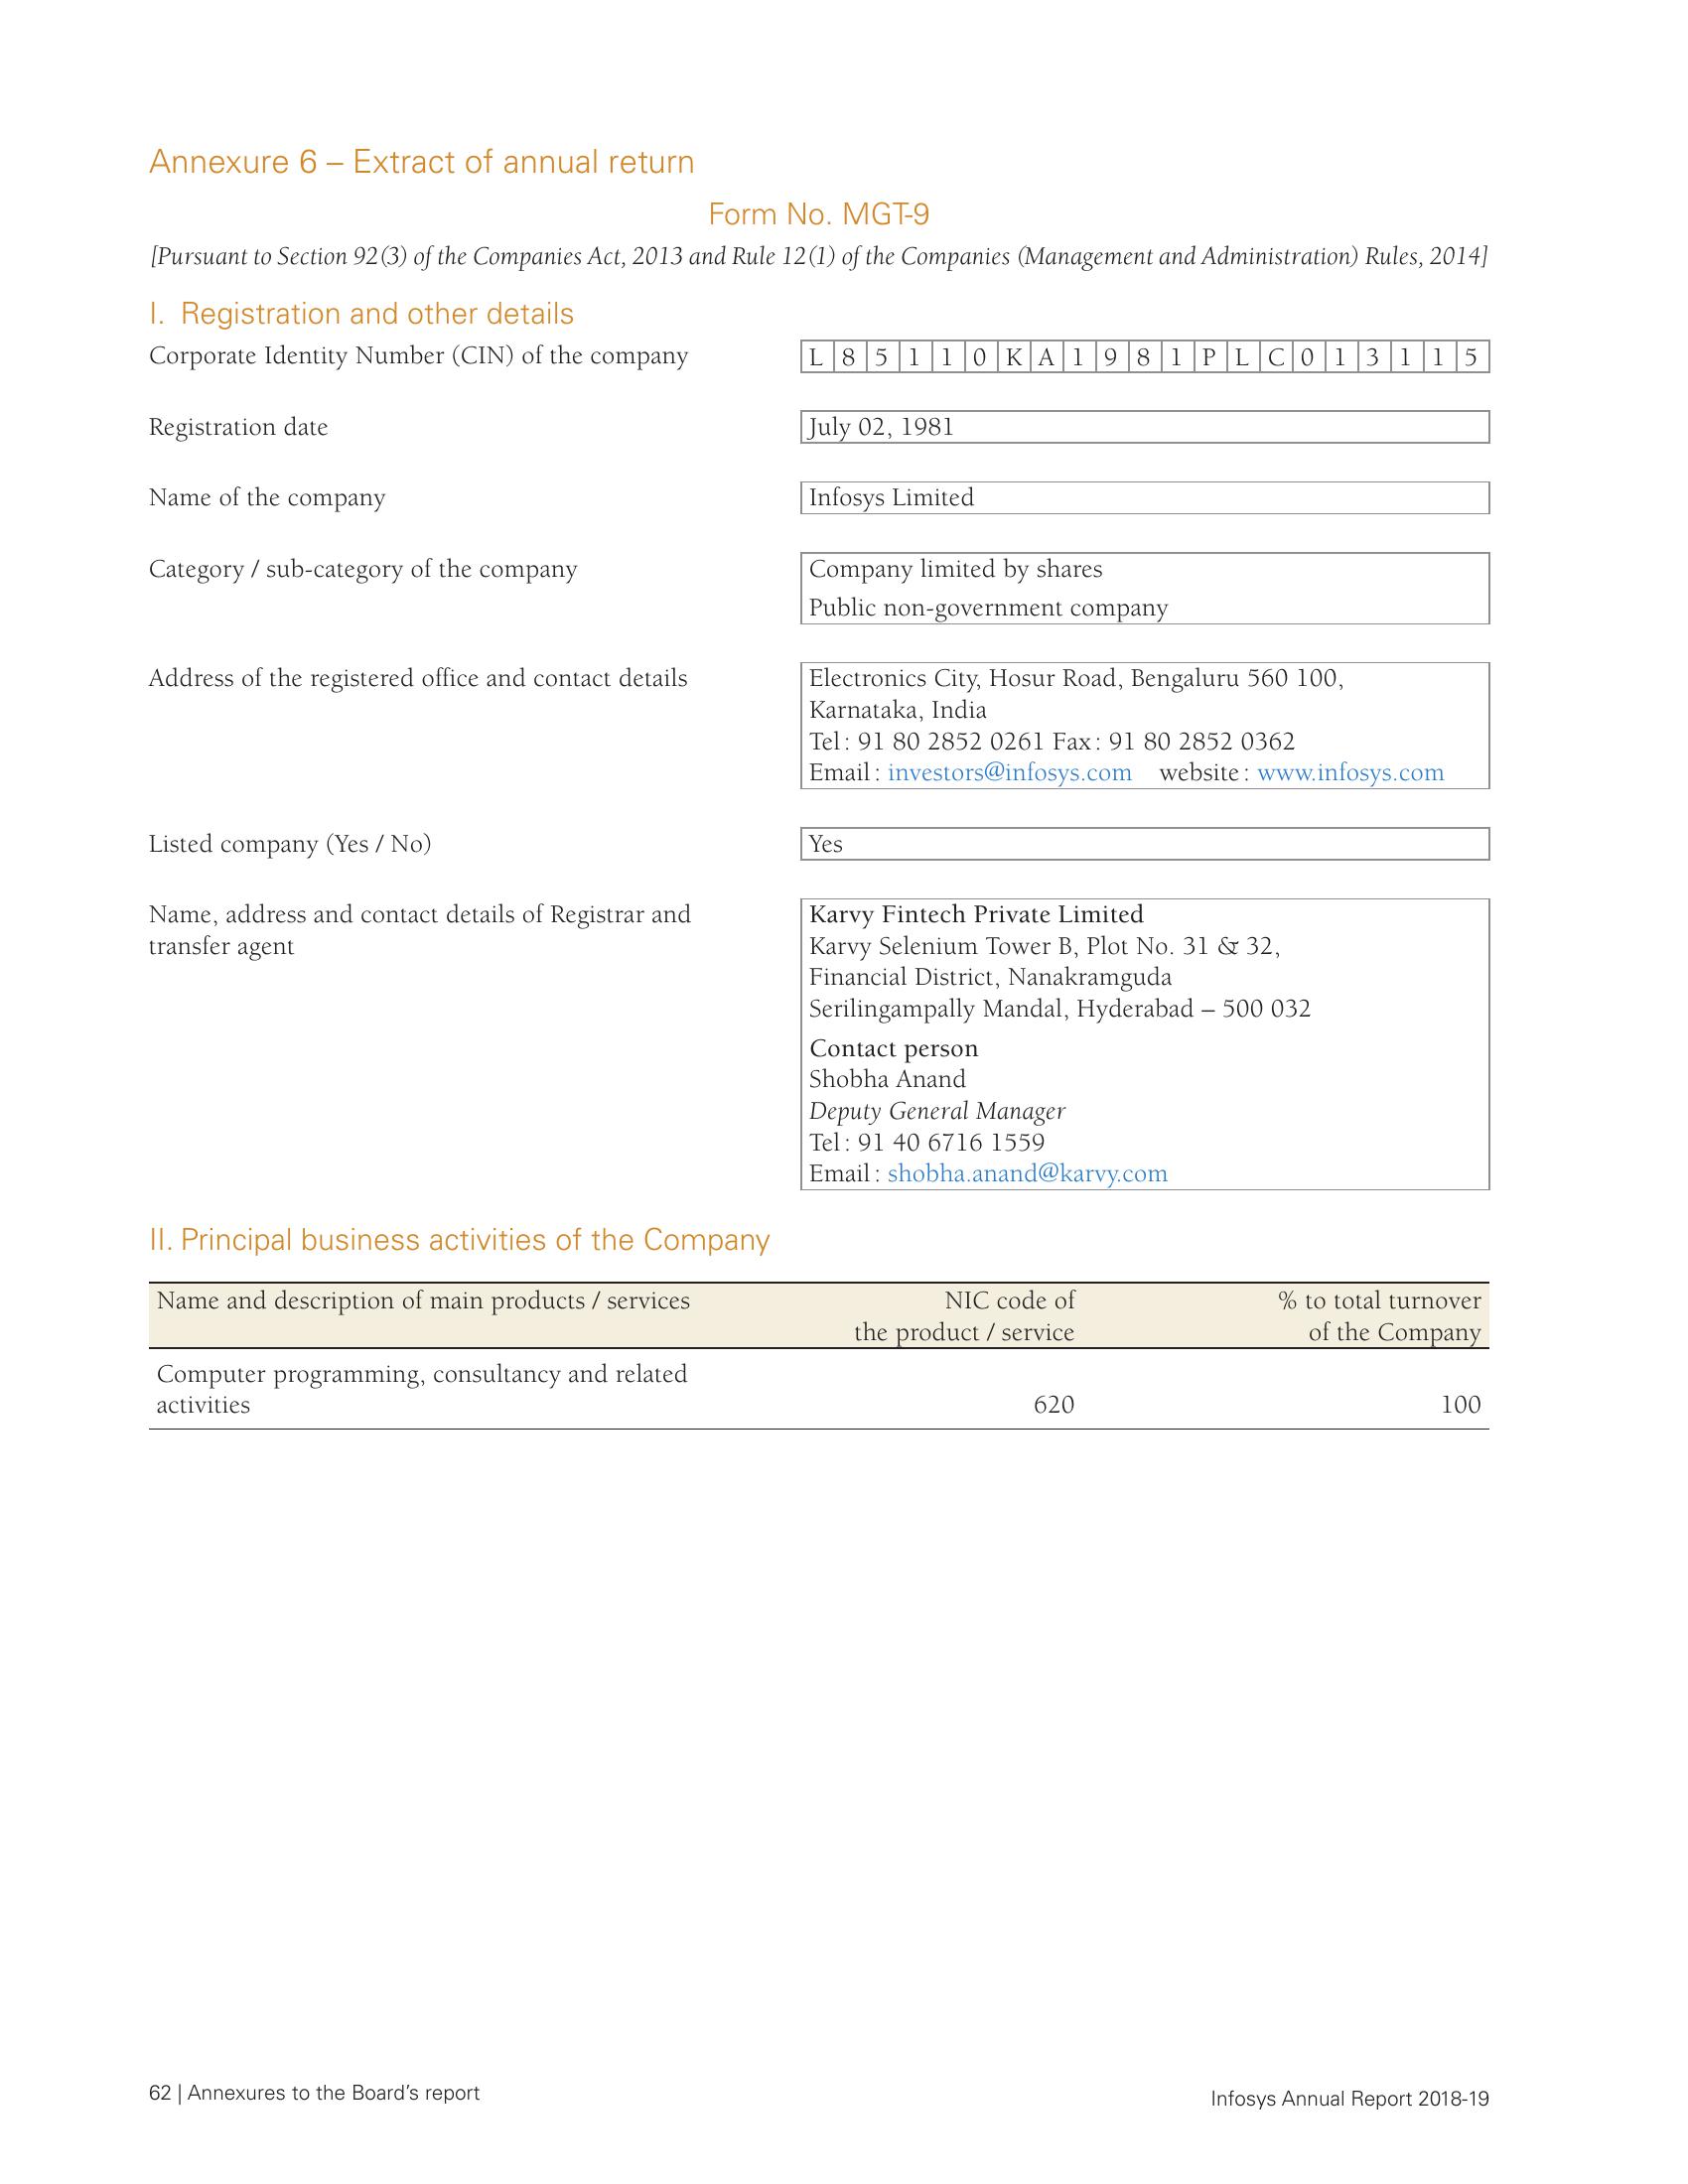 Annexure 6 – Extract of annual return
Form No. MGT-9
[Pursuant to Section 92(3) of the Companies Act, 2013 and Rule 12(1) of the Companies (Management and Administration) Rules, 2014]
I. Registration and other details
Corporate Identity Number (CIN) of the company L 8 5 1 1 0 K A 1 9 8 1 P L C 0 1 3 1 1 5
Registration date July 02, 1981
Name of the company Infosys Limited
Category / sub-category of the company Company limited by shares
Public non-government company
Address of the registered office and contact details Electronics City, Hosur Road, Bengaluru 560 100,
Karnataka, India
Tel : 91 80 2852 0261 Fax : 91 80 2852 0362
Email : investors@infosys.com website : www.infosys.com
Listed company (Yes / No) Yes
Name, address and contact details of Registrar and Karvy Fintech Private Limited
transfer agent Karvy Selenium Tower B, Plot No. 31 & 32,
Financial District, Nanakramguda
Serilingampally Mandal, Hyderabad – 500 032
Contact person
Shobha Anand
Deputy General Manager
Tel : 91 40 6716 1559
Email : shobha.anand@karvy.com
II. Principal business activities of the Company
Name and description of main products / services NIC code of % to total turnover
the product / service of the Company
Computer programming, consultancy and related
activities 620 100
62 | Annexures to the Board's report
Infosys Annual Report 2018-19